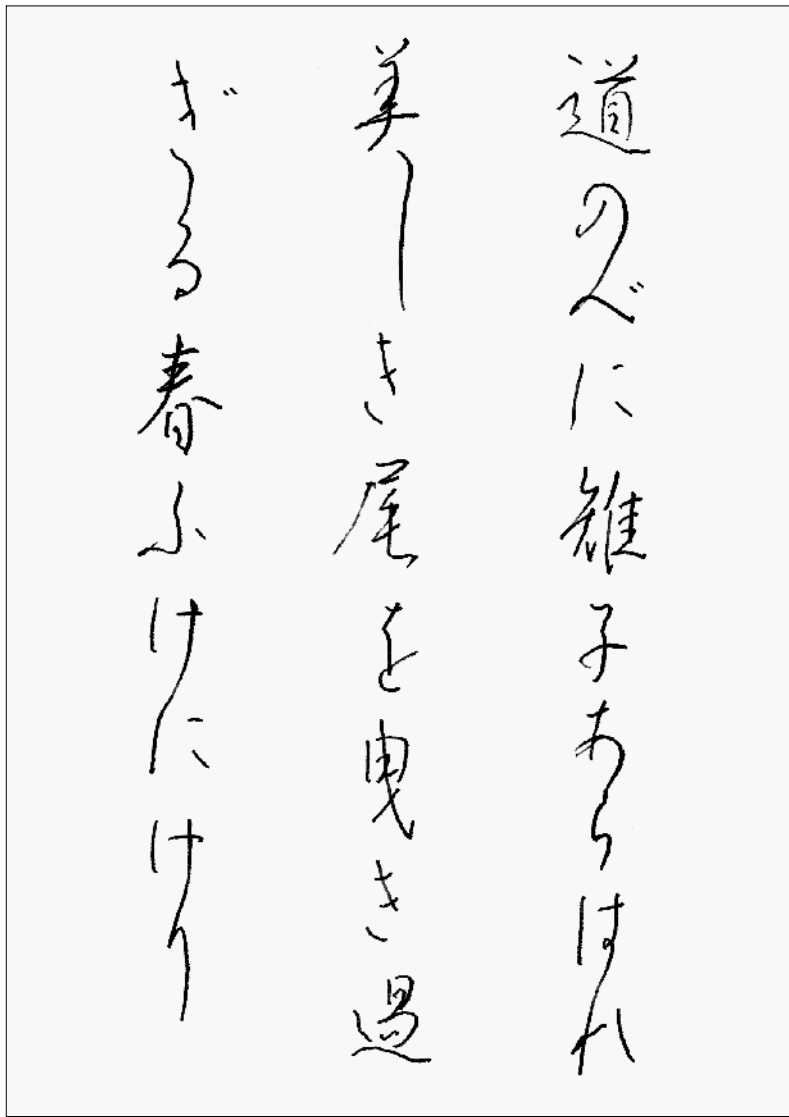 道のべに雉子あらはれ
美しき尾を曳き過
ぎゝる春ふけにけり